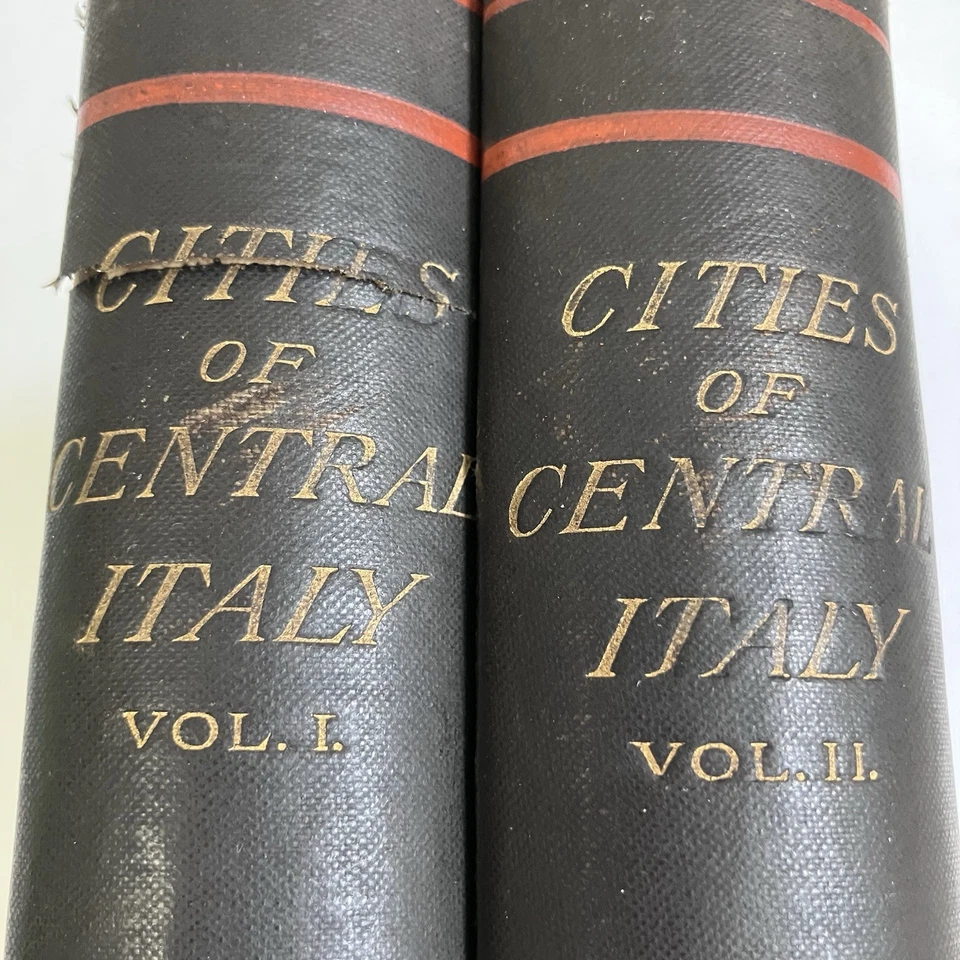 CITIES
OF
CENTRAL
ITALY
VOL. I.
CITIES
OF
CENTRAL
ITALY
VOL. II.